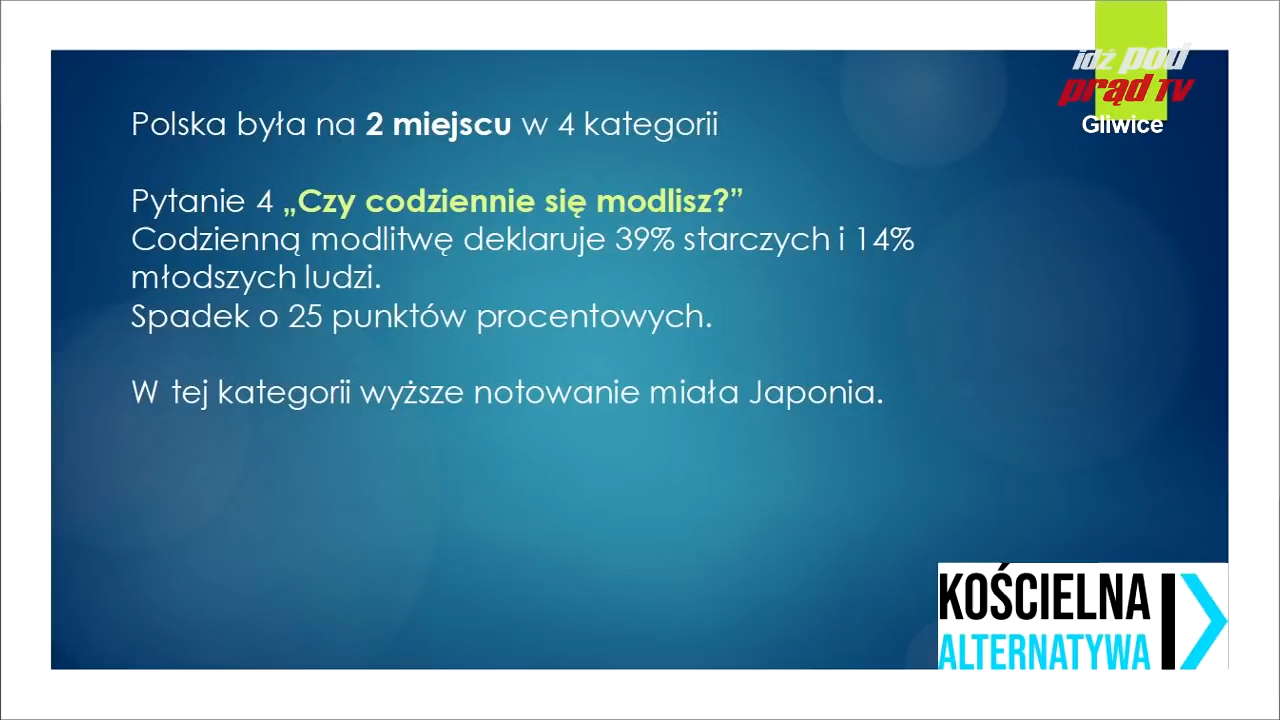 idź pod
prąd TV
Gliwice
Polska była na 2 miejscu w 4 kategorii
Pytanie 4 „Czy codziennie się modlisz?”
Codzienną modlitwę deklaruje 39% starczych i 14%
młodszych ludzi.
Spadek o 25 punktów procentowych.
W tej kategorii wyższe notowanie miała Japonia.
KOŚCIELNA
ALTERNATYWA